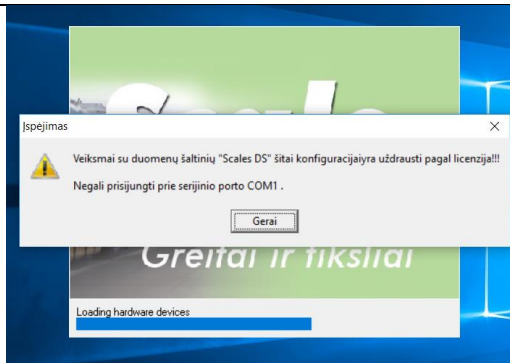 Įspėjimas
Veiksmai su duomenų šaltinių "Scales DS" šitai konfiguracijaiyra uždrausti pagal licenzija!!!
Negali prisijungti prie serijinio porto COM1 .
Gerai
Greitai ir tiksliai
Loading hardware devices